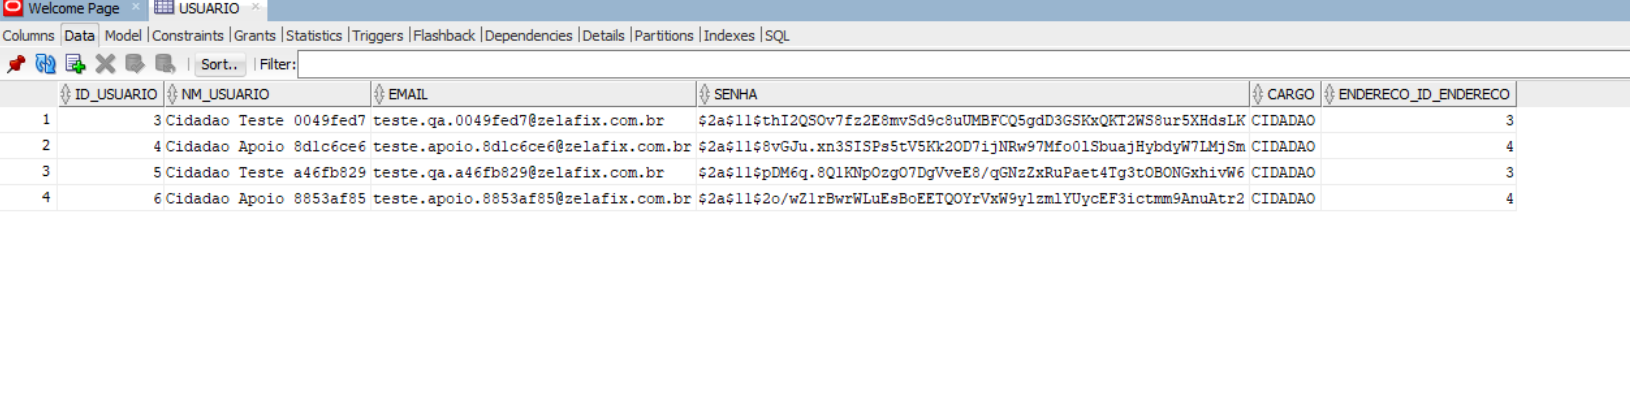 Welcome Page × USUARIO ×
Columns Data Model Constraints Grants Statistics Triggers Flashback Dependencies Details Partitions Indexes SQL
Sort.. Filter:
ID_USUARIO NM_USUARIO EMAIL SENHA CARGO ENDERECO_ID_ENDERECO
1 3 Cidadao Teste 0049fed7 teste.qa.0049fed7@zelafix.com.br $2a$11$thI2QSOv7fz2E8mvSd9c8uUMBFCQ5gdD3GSKxQKT2WS8ur5XHdsLK CIDADAO 3
2 4 Cidadao Apoio 8d1c6ce6 teste.apoio.8d1c6ce6@zelafix.com.br $2a$11$8vGJu.xn3SISPs5tV5Kk2OD7ijNRw97Mfo0lSbuajHybdyW7LMjSm CIDADAO 4
3 5 Cidadao Teste a46fb829 teste.qa.a46fb829@zelafix.com.br $2a$11$pDM6q.8QlKNpOzgO7DgVveE8/qGNzZxRuPaet4Tg3tOBONGxhivW6 CIDADAO 3
4 6 Cidadao Apoio 8853af85 teste.apoio.8853af85@zelafix.com.br $2a$11$2o/wZlrBwrWLuEsBoEETQOYrVxW9ylzmlYUycEF3ictmm9AnuAtr2 CIDADAO 4